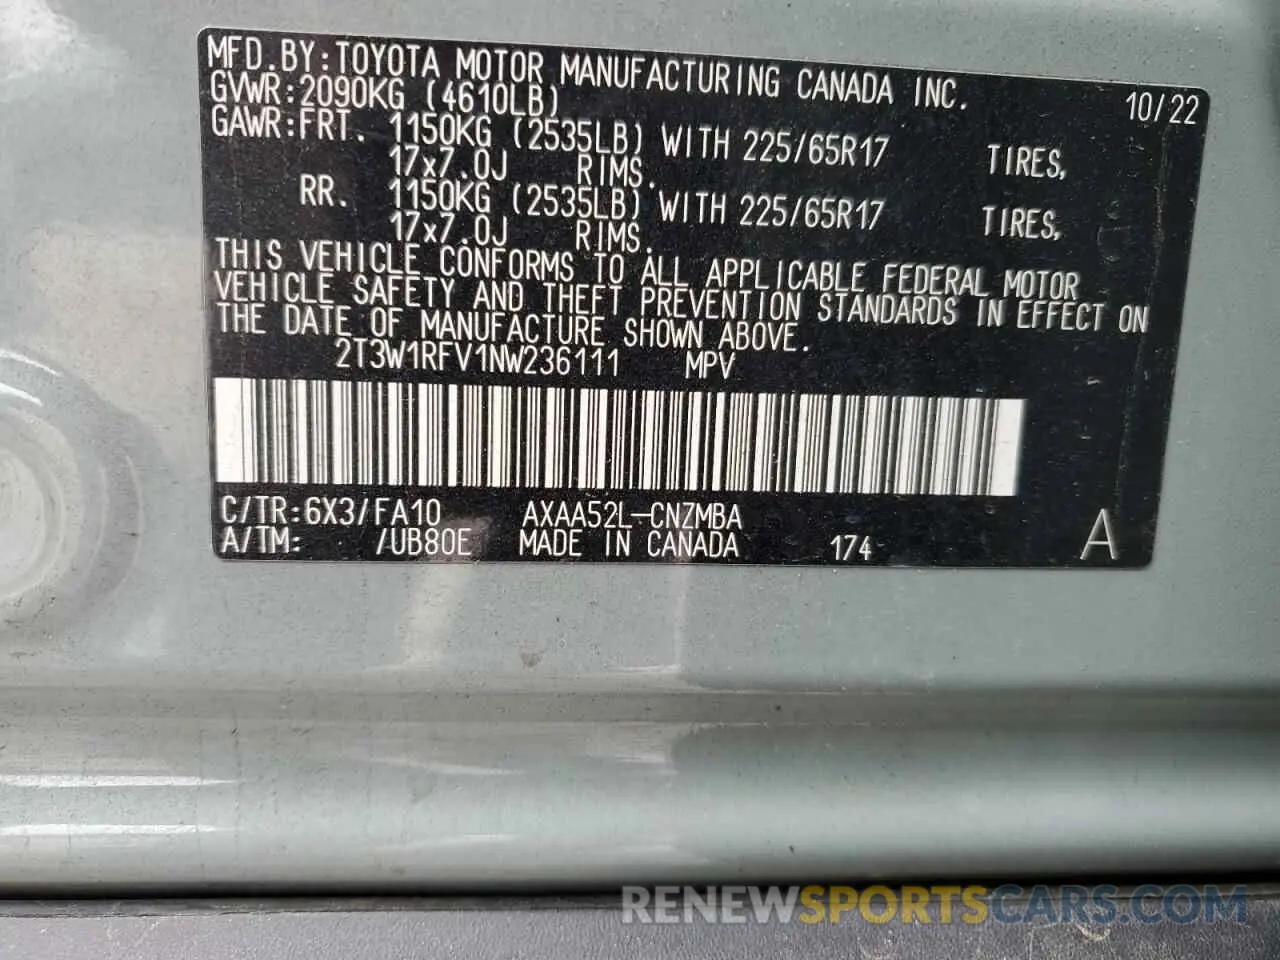 MFD.BY:TOYOTA MOTOR MANUFACTURING CANADA INC. 10/22
GVWR:2090KG (4610LB)
GAWR:FRT. 1150KG (2535LB) WITH 225/65R17 TIRES,
17x7.0J RIMS.
RR. 1150KG (2535LB) WITH 225/65R17 TIRES,
17x7.0J RIMS.
THIS VEHICLE CONFORMS TO ALL APPLICABLE FEDERAL MOTOR
VEHICLE SAFETY AND THEFT PREVENTION STANDARDS IN EFFECT ON
THE DATE OF MANUFACTURE SHOWN ABOVE.
2T3W1RFV1NW236111 MPV
C/TR:6X3/FA10 AXAA52L-CNZMBA
A/TM: /UB80E MADE IN CANADA 174 A
RENEWSPORTSCARS.COM